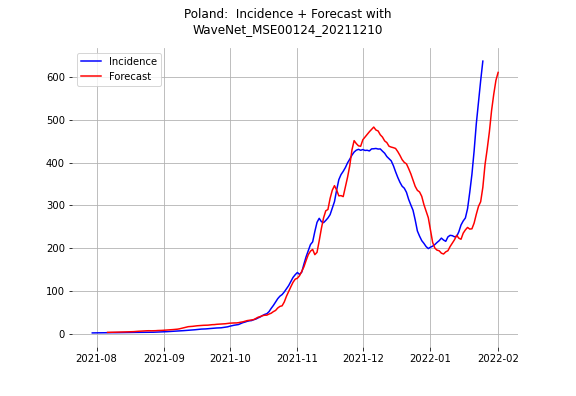 Poland:  Incidence + Forecast with
WaveNet_MSE00124_20211210
Incidence
Forecast
600
500
400
300
200
100
0
2021-08 2021-09 2021-10 2021-11 2021-12 2022-01 2022-02